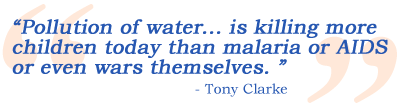 “Pollution of water... is killing more
children today than malaria or AIDS
or even wars themselves. ”
- Tony Clarke